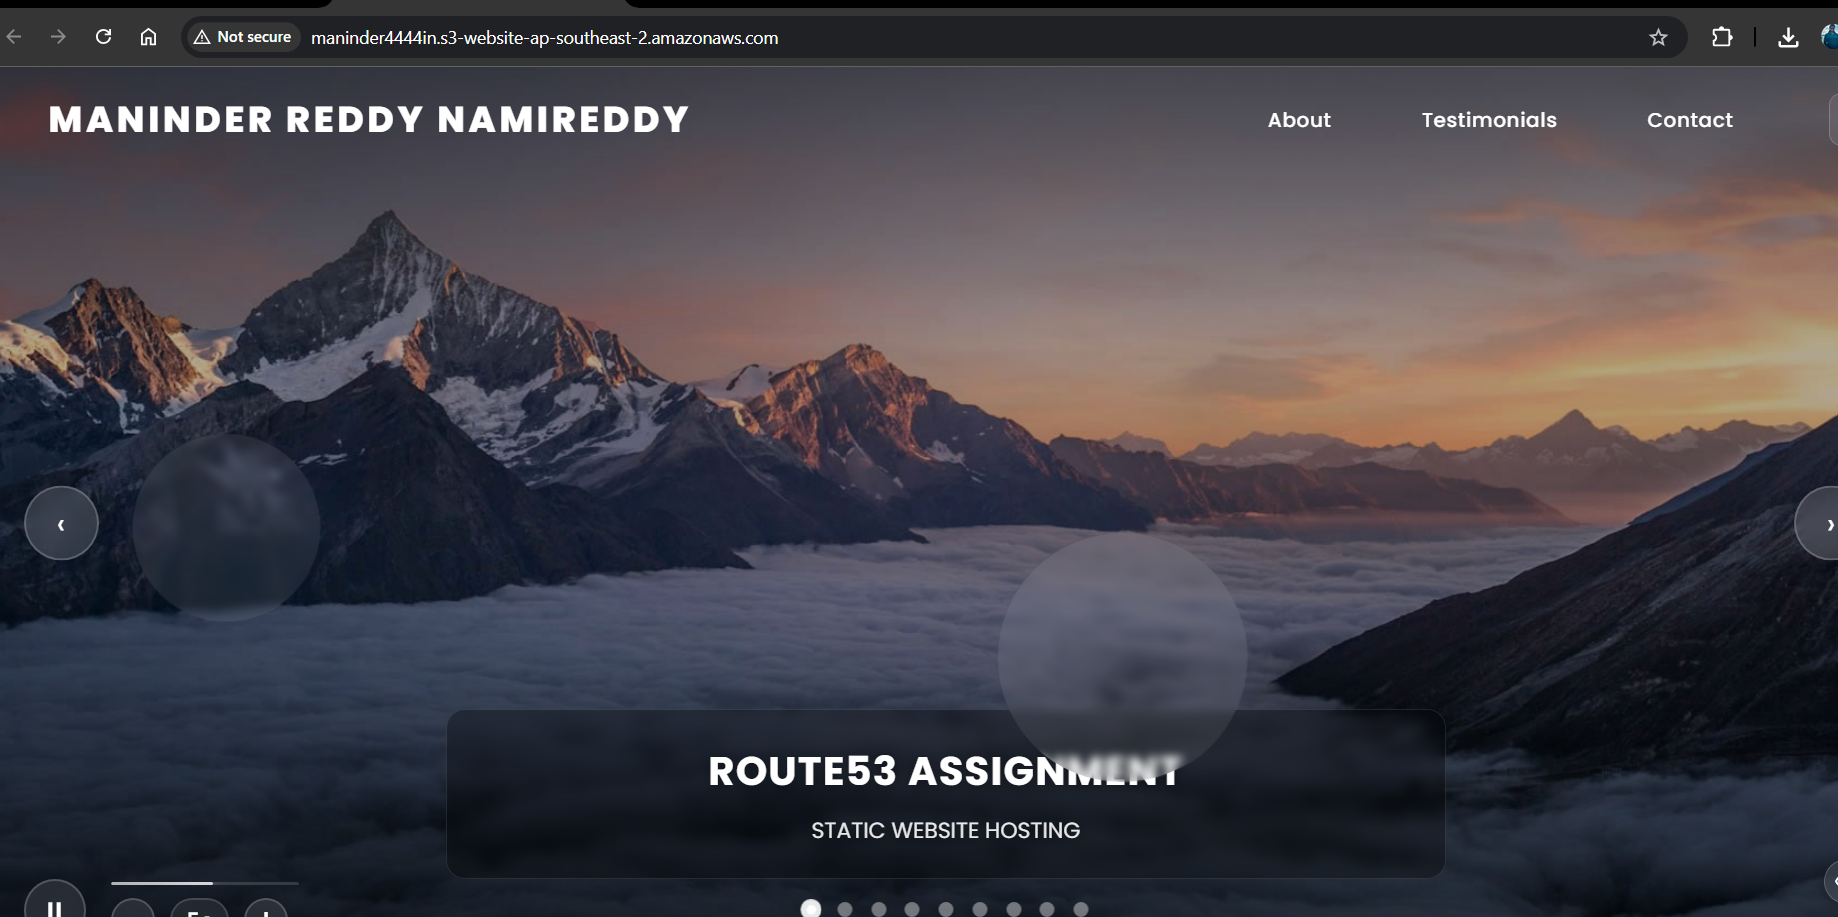 Not secure maninder4444in.s3-website-ap-southeast-2.amazonaws.com
MANINDER REDDY NAMIREDDY
About Testimonials Contact
ROUTE53 ASSIGNMENT
STATIC WEBSITE HOSTING